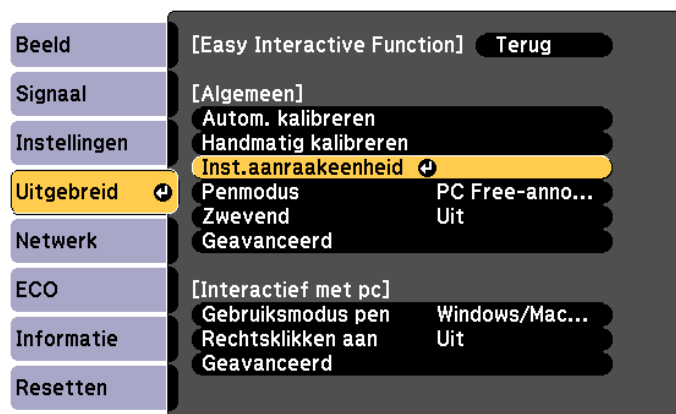 Beeld
Signaal
Instellingen
Uitgebreid
Netwerk
ECO
Informatie
Resetten
[Easy Interactive Function] Terug
[Algemeen]
Autom. kalibreren
Handmatig kalibreren
Inst.aanraakeenheid
Penmodus PC Free-anno...
Zwevend Uit
Geavanceerd
[Interactief met pc]
Gebruiksmodus pen Windows/Mac...
Rechtsklikken aan Uit
Geavanceerd